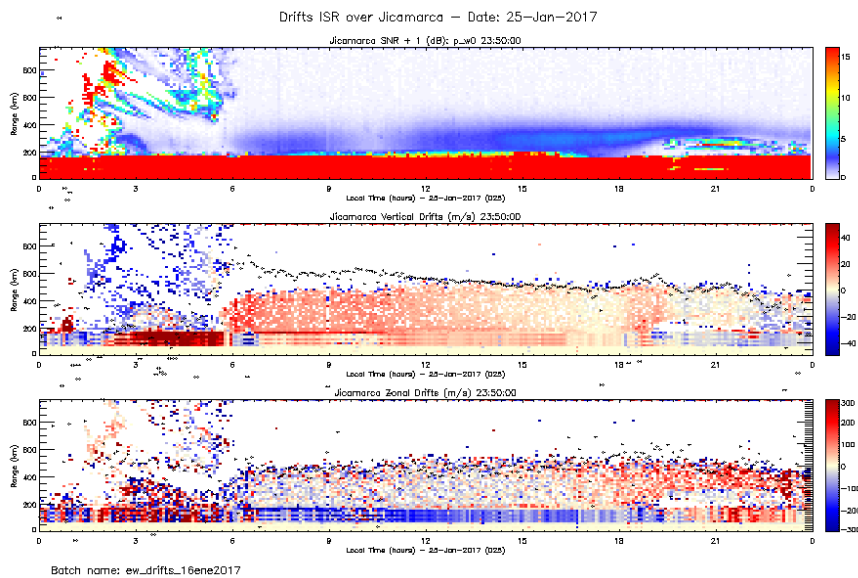 Drifts ISR over Jicamarca - Date: 25-Jan-2017
Jicamarca SNR + 1 (dB): p_w0 23:50:00
Range (km)
800
600
400
200
0
15
10
5
0
0 3 6 9 12 15 18 21 0
Local Time (hours) - 25-Jan-2017 (025)
Jicamarca Vertical Drifts (m/s) 23:50:00
Range (km)
800
600
400
200
0
40
20
0
-20
-40
0 3 6 9 12 15 18 21 0
Local Time (hours) - 25-Jan-2017 (025)
Jicamarca Zonal Drifts (m/s) 23:50:00
Range (km)
800
600
400
200
0
300
200
100
0
-100
-200
-300
0 3 6 9 12 15 18 21 0
Local Time (hours) - 25-Jan-2017 (025)
Batch name: ew_drifts_16ene2017